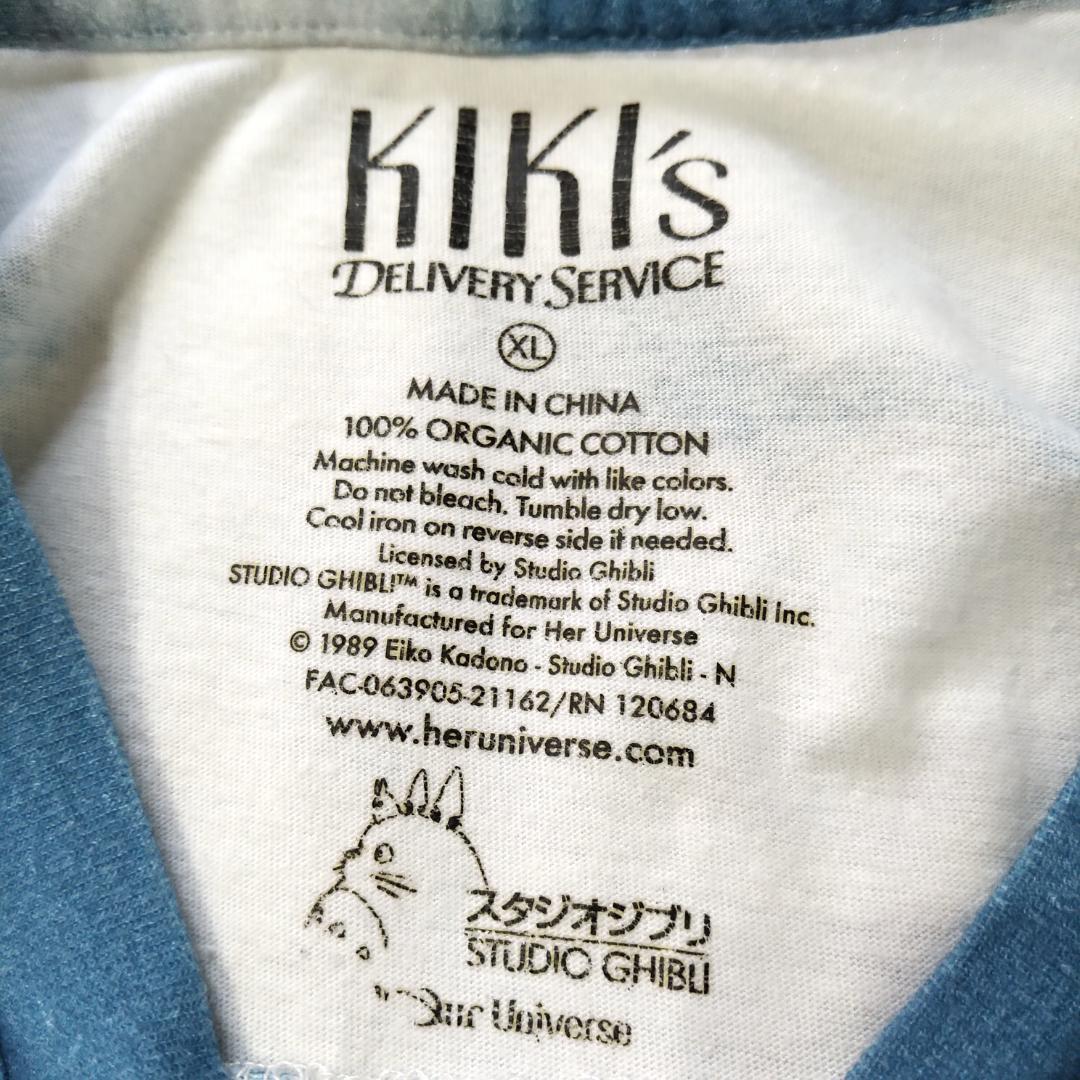 KIKI's
DELIVERY SERVICE
XL
MADE IN CHINA
100% ORGANIC COTTON
Machine wash cold with like colors.
Do not bleach. Tumble dry low.
Cool iron on reverse side if needed.
Licensed by Studio Ghibli
STUDIO GHIBLI™ is a trademark of Studio Ghibli Inc.
Manufactured for Her Universe
© 1989 Eiko Kadono - Studio Ghibli - N
FAC-063905-21162/RN 120684
www.heruniverse.com
スタジオジブリ
STUDIO GHIBLI
Universe